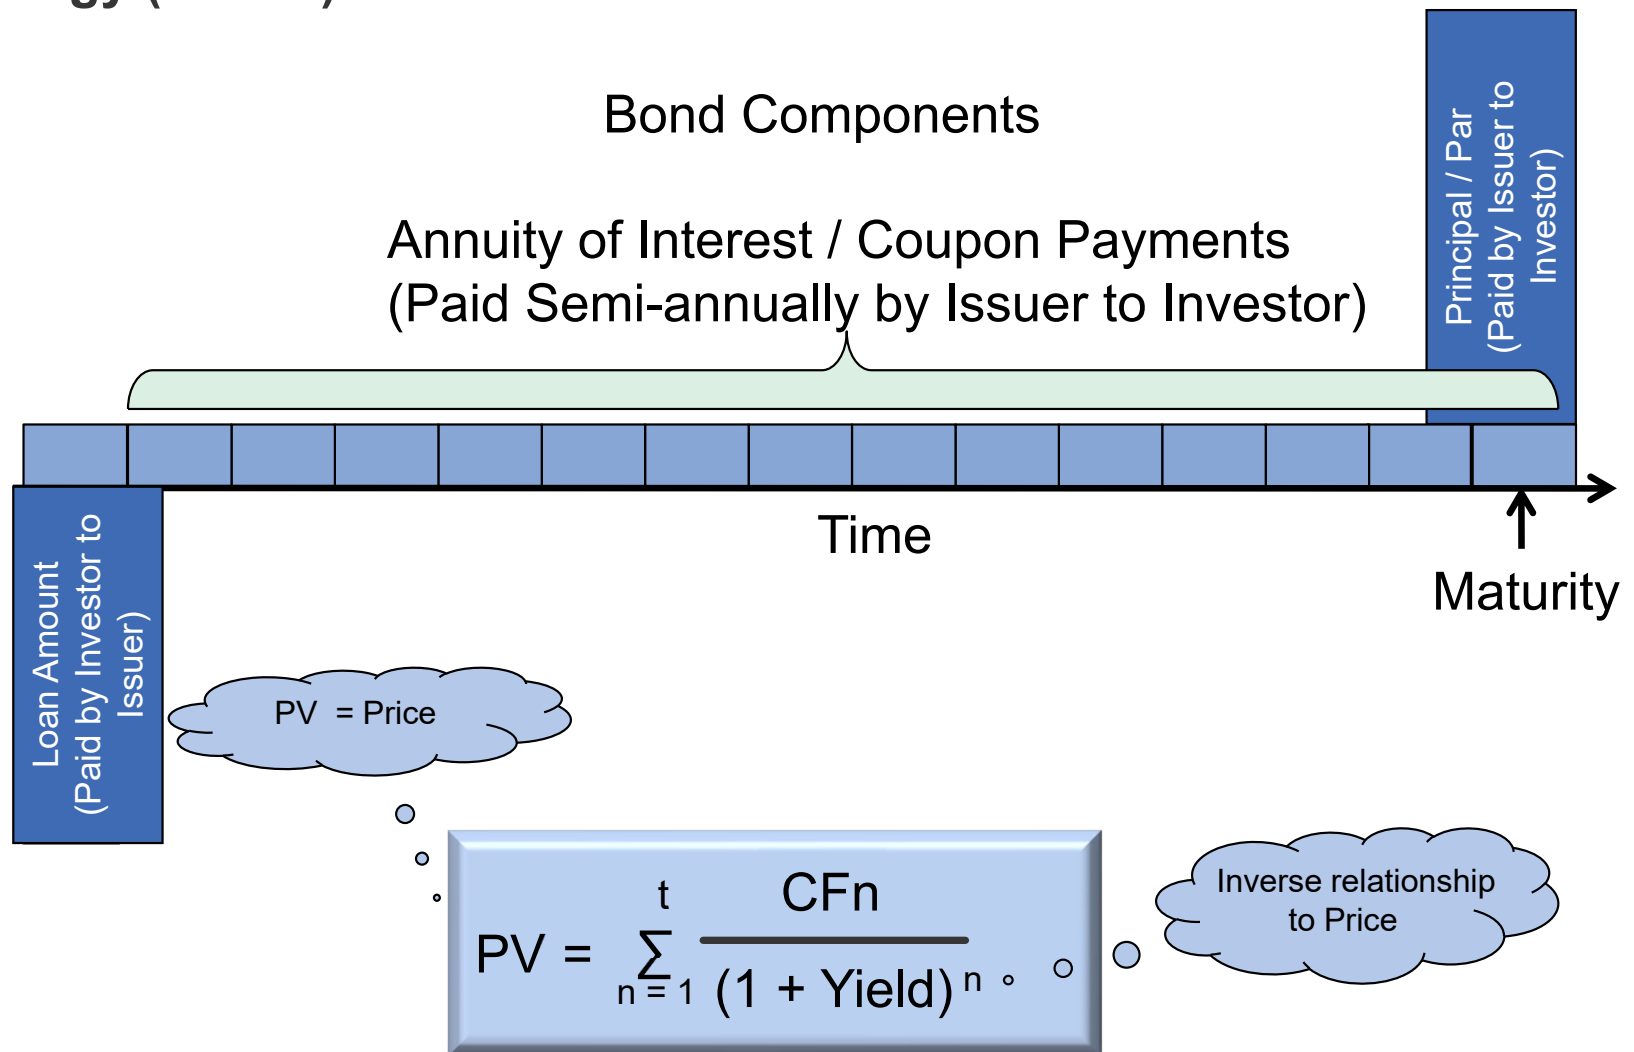 Bond Components
Annuity of Interest / Coupon Payments
(Paid Semi-annually by Issuer to Investor)
Principal / Par
(Paid by Issuer to
Investor)
Time
Maturity
Loan Amount
(Paid by Investor to
Issuer)
PV = Price
Inverse relationship
to Price
t
CFn
PV = ∑
n = 1
(1 + Yield) n